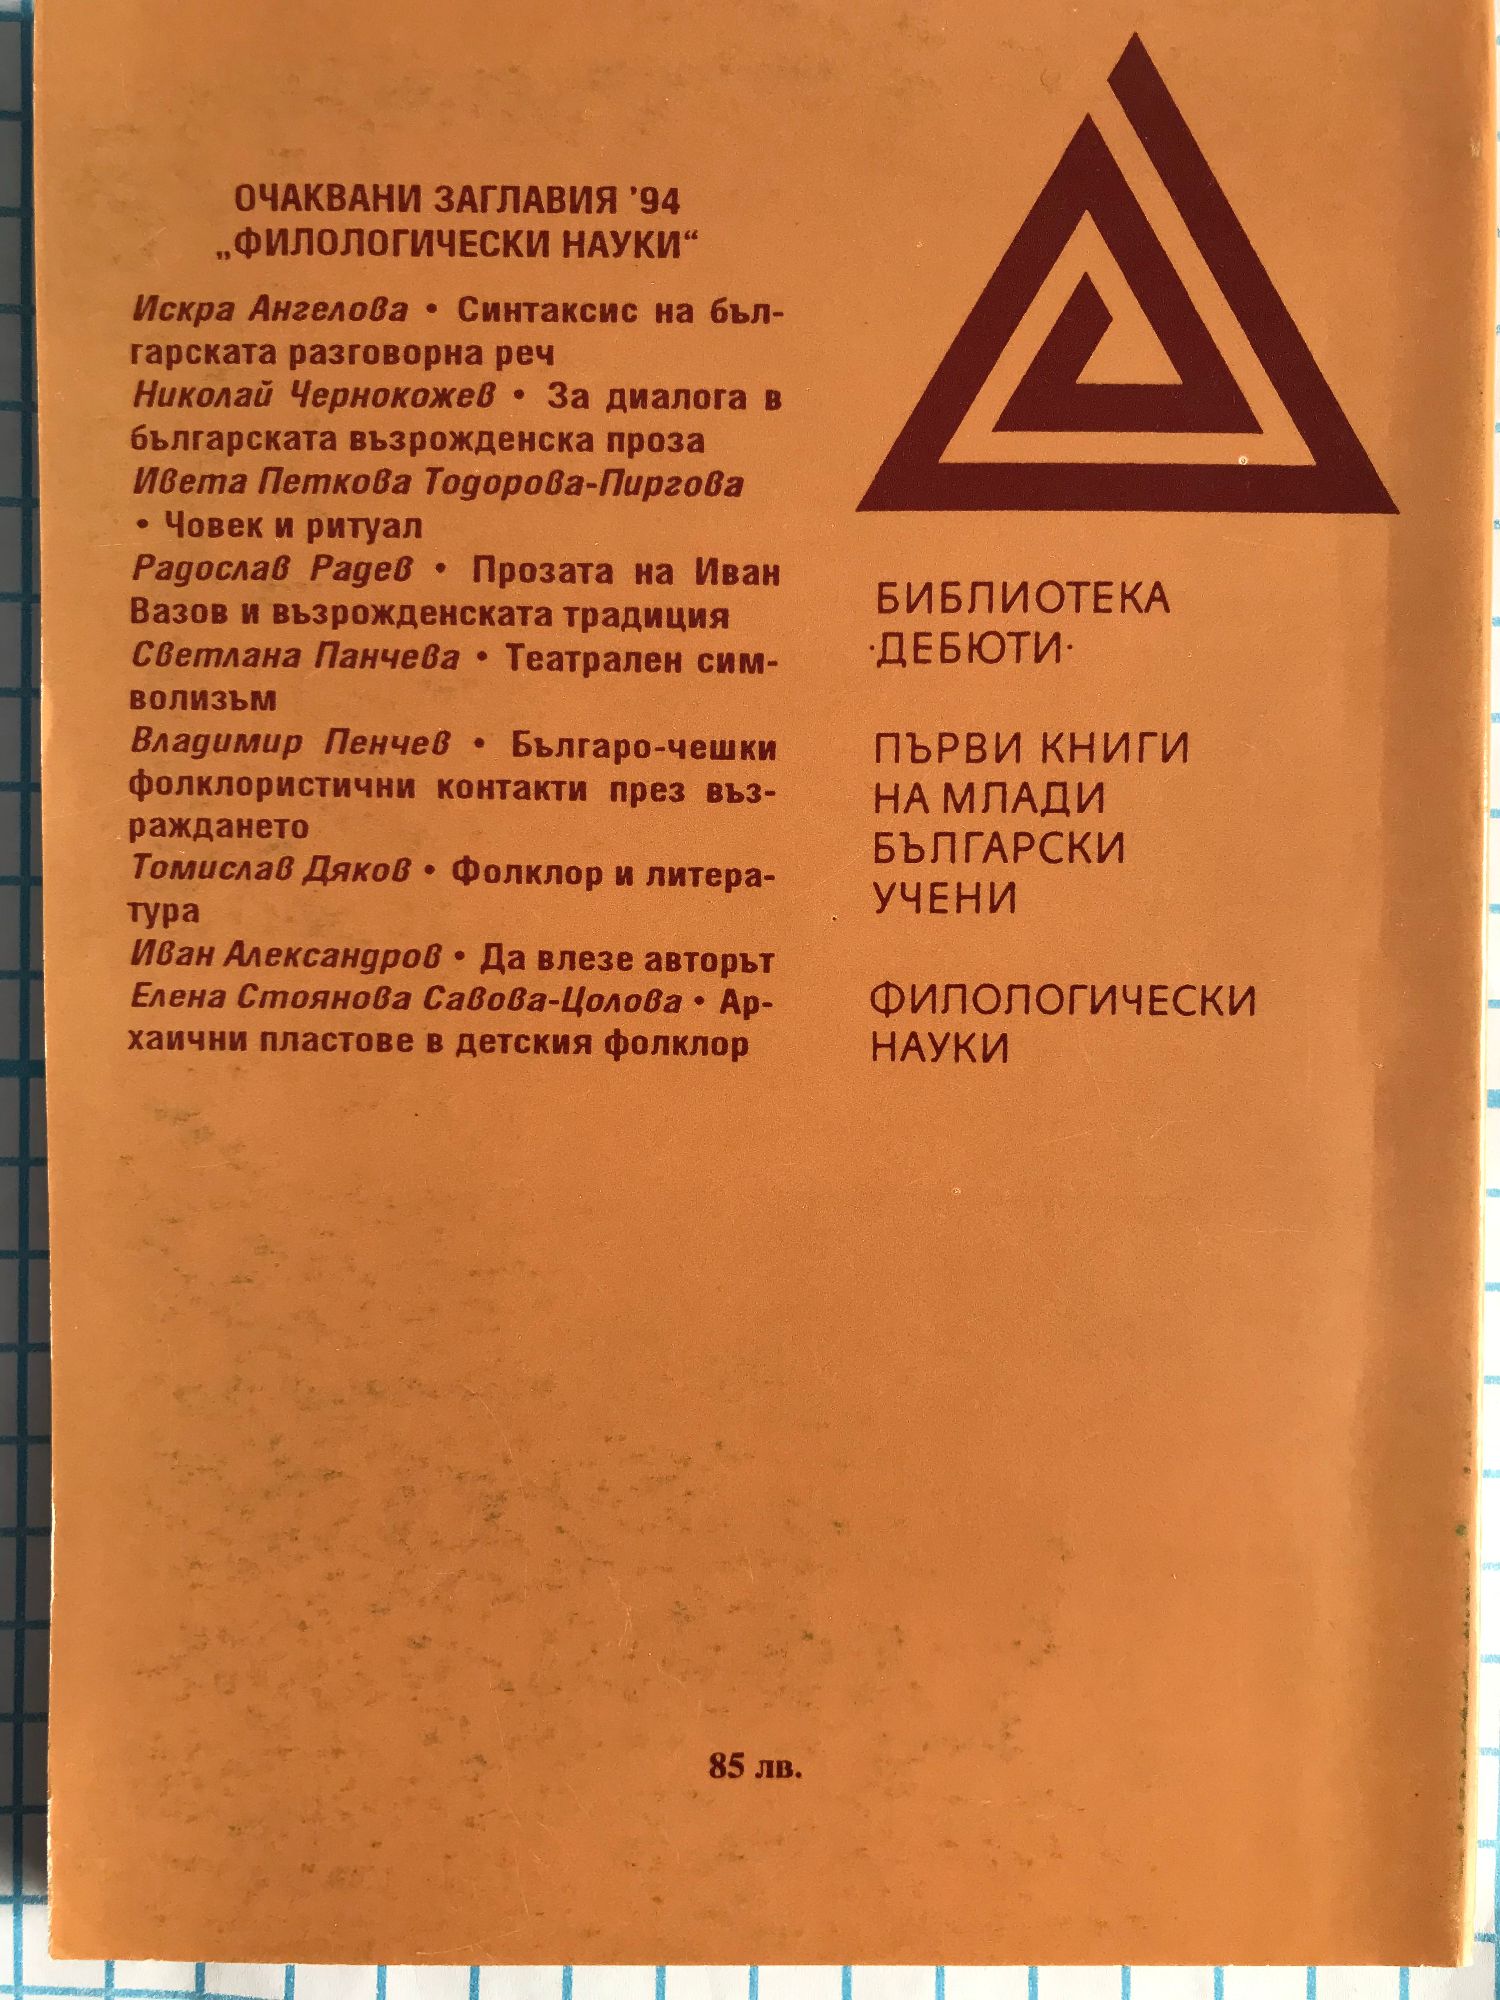 ОЧАКВАНИ ЗАГЛАВИЯ '94
„ФИЛОЛОГИЧЕСКИ НАУКИ“
Искра Ангелова • Синтаксис на бъл-
гарската разговорна реч
Николай Чернокожев • За диалога в
българската възрожденска проза
Ивета Петкова Тодорова-Пиргова
• Човек и ритуал
Радослав Радев • Прозата на Иван
Вазов и възрожденската традиция
Светлана Панчева • Театрален сим-
волизъм
Владимир Пенчев • Българо-чешки
фолклористични контакти през въз-
раждането
Томислав Дяков • Фолклор и литера-
тура
Иван Александров • Да влезе авторът
Елена Стоянова Савова-Цолова • Ар-
хаични пластове в детския фолклор
БИБЛИОТЕКА
·ДЕБЮТИ·
ПЪРВИ КНИГИ
НА МЛАДИ
БЪЛГАРСКИ
УЧЕНИ
ФИЛОЛОГИЧЕСКИ
НАУКИ
85 лв.